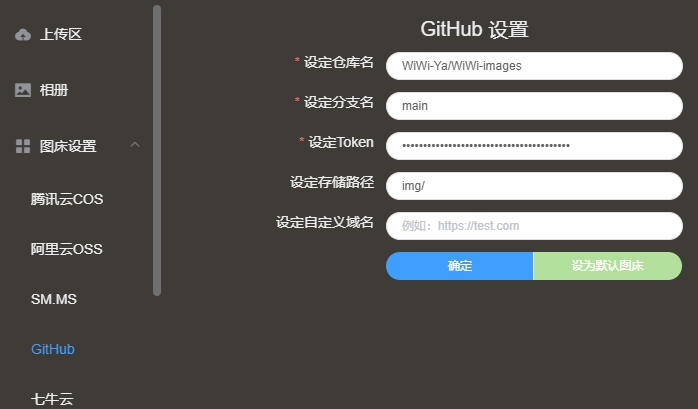 上传区
相册
图床设置
腾讯云COS
阿里云OSS
SM.MS
GitHub
七牛云
GitHub 设置
* 设定仓库名 WiWi-Ya/WiWi-images
* 设定分支名 main
* 设定Token ••••••••••••••••••••••••••••••••••••••••
设定存储路径 img/
设定自定义域名 例如：https://test.com
确定 设为默认图床